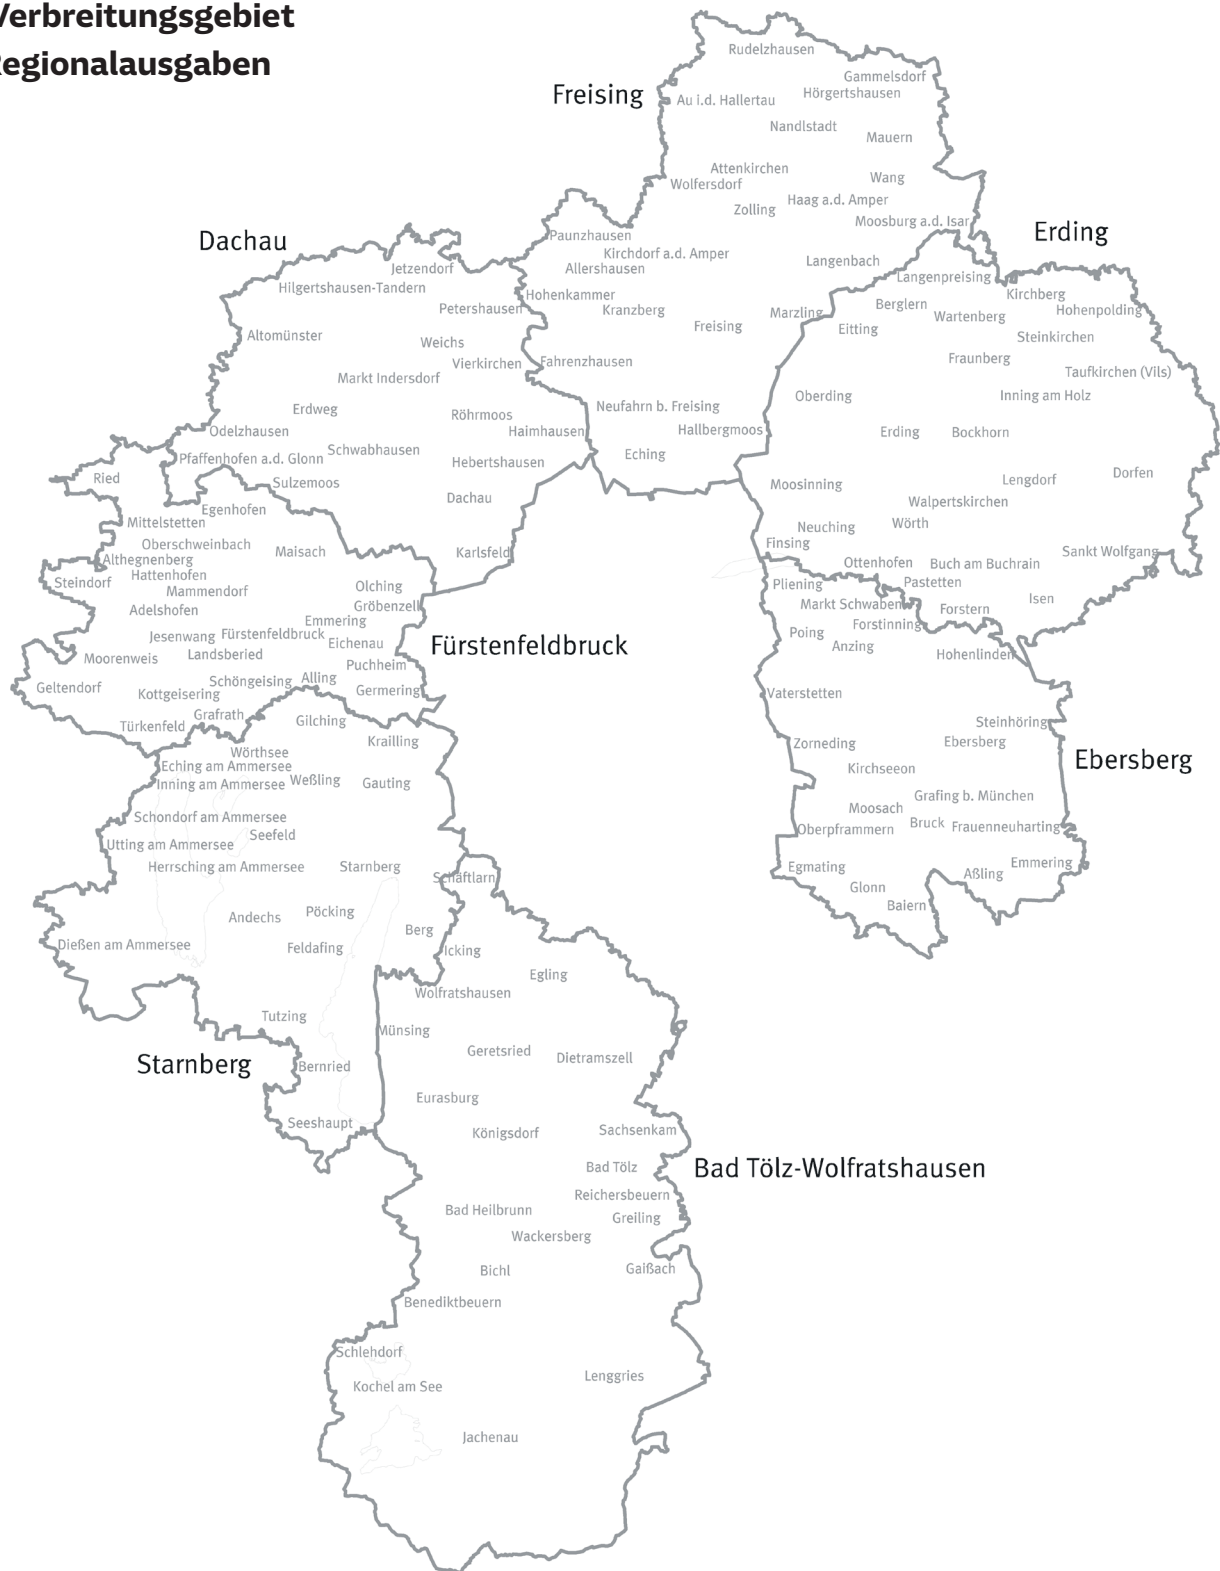 Verbreitungsgebiet
Regionalausgaben
Freising
Rudelzhausen
Gammelsdorf
Au i.d. Hallertau
Hörgertshausen
Nandlstadt
Mauern
Attenkirchen
Wolfersdorf
Wang
Haag a.d. Amper
Zolling
Moosburg a.d. Isar
Paunzhausen
Kirchdorf a.d. Amper
Allershausen
Langenbach
Hohenkammer
Kranzberg
Marzling
Freising
Fahrenzhausen
Neufahrn b. Freising
Hallbergmoos
Eching
Erding
Langenpreising
Kirchberg
Berglern
Hohenpolding
Wartenberg
Eitting
Steinkirchen
Fraunberg
Taufkirchen (Vils)
Oberding
Inning am Holz
Erding
Bockhorn
Dorfen
Lengdorf
Moosinning
Walpertskirchen
Wörth
Neuching
Finsing
Sankt Wolfgang
Ottenhofen
Buch am Buchrain
Pastetten
Isen
Forstern
Dachau
Jetzendorf
Hilgertshausen-Tandern
Petershausen
Altomünster
Weichs
Vierkirchen
Markt Indersdorf
Erdweg
Röhrmoos
Odelzhausen
Haimhausen
Schwabhausen
Pfaffenhofen a.d. Glonn
Hebertshausen
Sulzemoos
Dachau
Karlsfeld
Fürstenfeldbruck
Ried
Egenhofen
Mittelstetten
Oberschweinbach
Maisach
Althegnenberg
Hattenhofen
Steindorf
Mammendorf
Olching
Adelshofen
Gröbenzell
Emmering
Jesenwang
Fürstenfeldbruck
Eichenau
Moorenweis
Landsberied
Puchheim
Geltendorf
Schöngeising
Alling
Kottgeisering
Germering
Grafrath
Türkenfeld
Ebersberg
Pliening
Markt Schwaben
Forstinning
Poing
Anzing
Hohenlinden
Vaterstetten
Steinhöring
Zorneding
Ebersberg
Kirchseeon
Grafing b. München
Moosach
Oberpframmern
Bruck
Frauenneuharting
Egmating
Emmering
Aßling
Glonn
Baiern
Starnberg
Gilching
Krailling
Wörthsee
Eching am Ammersee
Inning am Ammersee
Weßling
Gauting
Schondorf am Ammersee
Seefeld
Utting am Ammersee
Herrsching am Ammersee
Starnberg
Andechs
Pöcking
Berg
Dießen am Ammersee
Feldafing
Tutzing
Bernried
Seeshaupt
Bad Tölz-Wolfratshausen
Schäftlarn
Icking
Egling
Wolfratshausen
Münsing
Geretsried
Dietramszell
Eurasburg
Königsdorf
Sachsenkam
Bad Tölz
Reichersbeuern
Bad Heilbrunn
Greiling
Wackersberg
Bichl
Gaißach
Benediktbeuern
Schlehdorf
Lenggries
Kochel am See
Jachenau